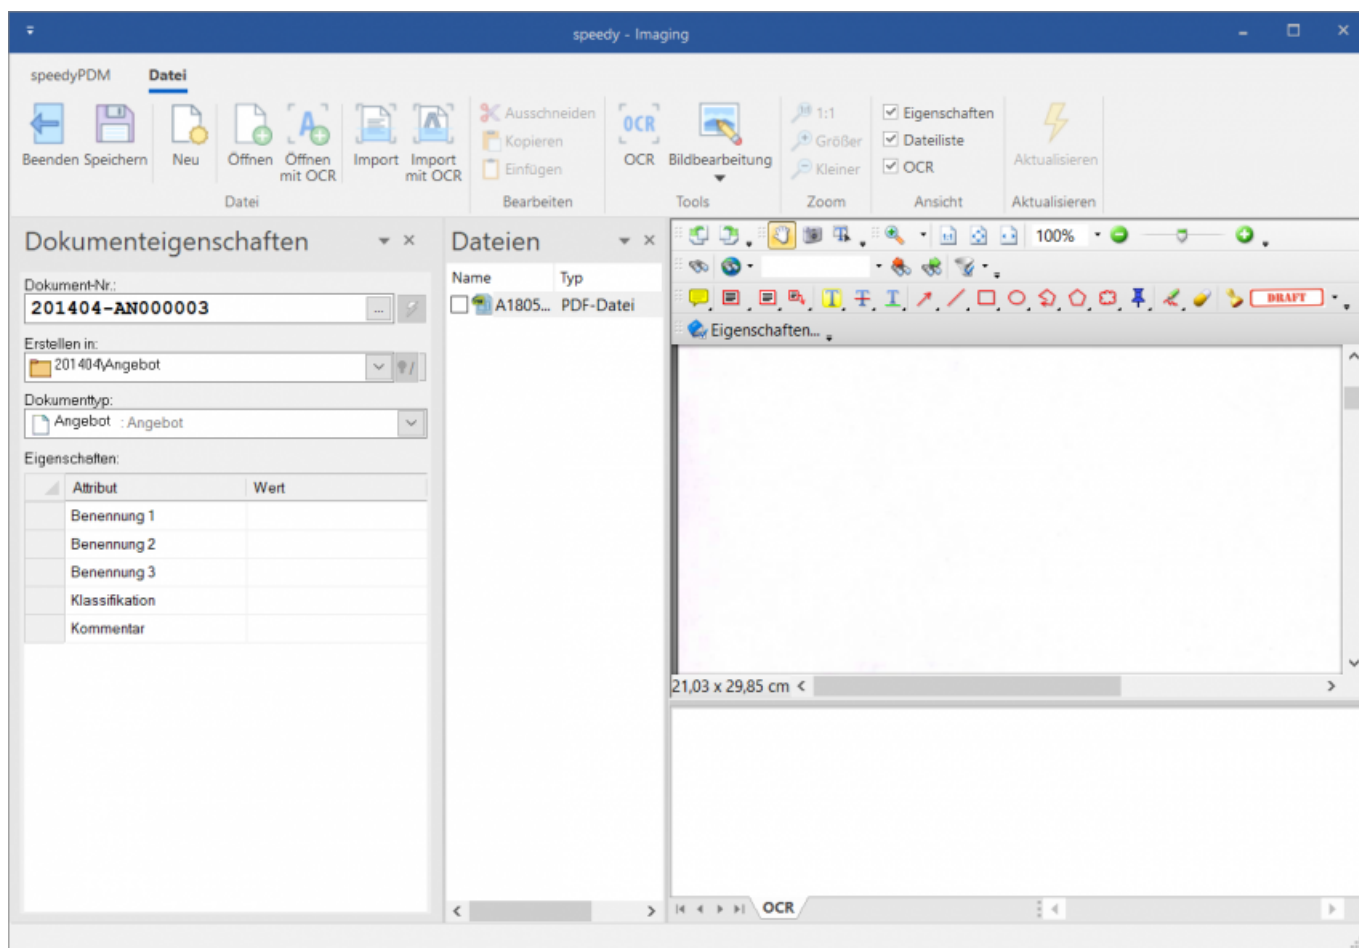 speedy - Imaging
speedyPDM Datei
Beenden Speichern Neu Öffnen Öffnen mit OCR Import Import mit OCR
Datei
Ausschneiden
Kopieren
Einfügen
Bearbeiten
OCR
OCR Bildbearbeitung
Tools
1:1
Größer
Kleiner
Zoom
Eigenschaften
Dateiliste
OCR
Ansicht
Aktualisieren
Aktualisieren
Dokumenteigenschaften
Dokument-Nr.:
201404-AN000003 ...
Erstellen in:
201404\Angebot
Dokumenttyp:
Angebot : Angebot
Eigenschaften:
Attribut Wert
Benennung 1
Benennung 2
Benennung 3
Klassifikation
Kommentar
Dateien
Name Typ
A1805... PDF-Datei
100%
DRAFT
Eigenschaften...
21,03 x 29,85 cm
OCR